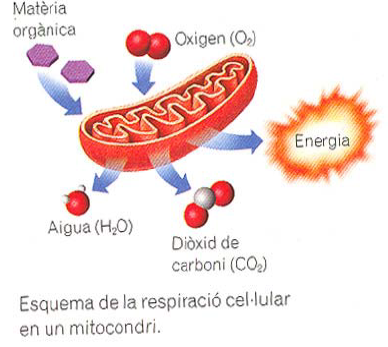 Matèria
orgànica
Oxigen (O₂)
Energia
Aigua (H₂O)
Diòxid de
carboni (CO₂)
Esquema de la respiració cel·lular
en un mitocondri.